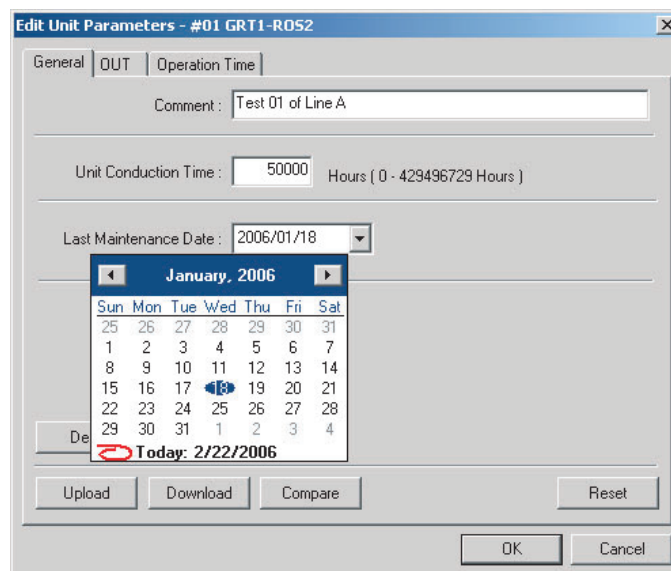 Edit Unit Parameters - #01 GRT1-ROS2
General OUT Operation Time
Comment : Test 01 of Line A
Unit Conduction Time : 50000 Hours ( 0 - 429496729 Hours )
Last Maintenance Date : 2006/01/18
January, 2006
Sun Mon Tue Wed Thu Fri Sat
25 26 27 28 29 30 31
1 2 3 4 5 6 7
8 9 10 11 12 13 14
15 16 17 18 19 20 21
22 23 24 25 26 27 28
29 30 31 1 2 3 4
Today: 2/22/2006
Upload Download Compare Reset
OK Cancel